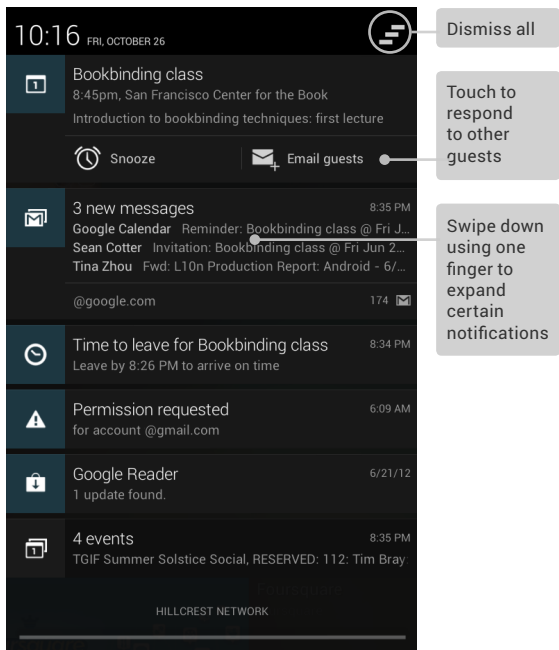 10:16 FRI, OCTOBER 26
Dismiss all
Bookbinding class
8:45pm, San Francisco Center for the Book
Introduction to bookbinding techniques: first lecture
Snooze
Email guests
Touch to
respond
to other
guests
3 new messages 8:35 PM
Google Calendar Reminder: Bookbinding class @ Fri J...
Sean Cotter Invitation: Bookbinding class @ Fri Jun 2...
Tina Zhou Fwd: L10n Production Report: Android - 6/...
@google.com 174
Swipe down
using one
finger to
expand
certain
notifications
Time to leave for Bookbinding class 8:34 PM
Leave by 8:26 PM to arrive on time
Permission requested 6:09 AM
for account @gmail.com
Google Reader 6/21/12
1 update found.
4 events 8:35 PM
TGIF Summer Solstice Social, RESERVED: 112: Tim Bray
HILLCREST NETWORK